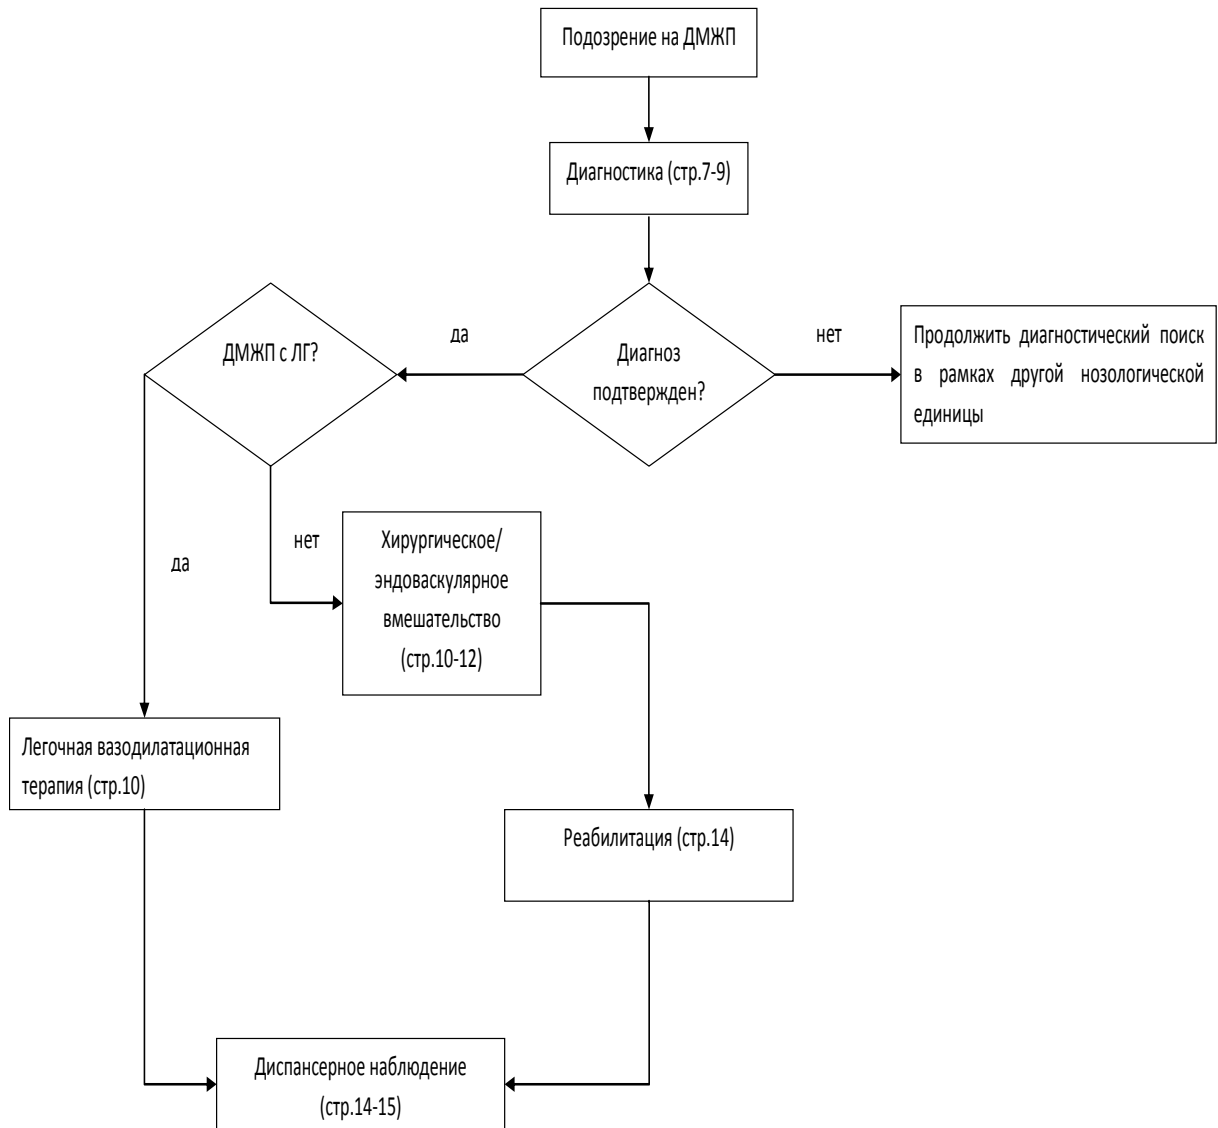 Подозрение на ДМЖП
Диагностика (стр.7-9)
ДМЖП с ЛГ?
да
Диагноз
подтвержден?
нет
Продолжить диагностический поиск
в рамках другой нозологической
единицы
да
нет
Хирургическое/
эндоваскулярное
вмешательство
(стр.10-12)
Легочная вазодилатационная
терапия (стр.10)
Реабилитация (стр.14)
Диспансерное наблюдение
(стр.14-15)